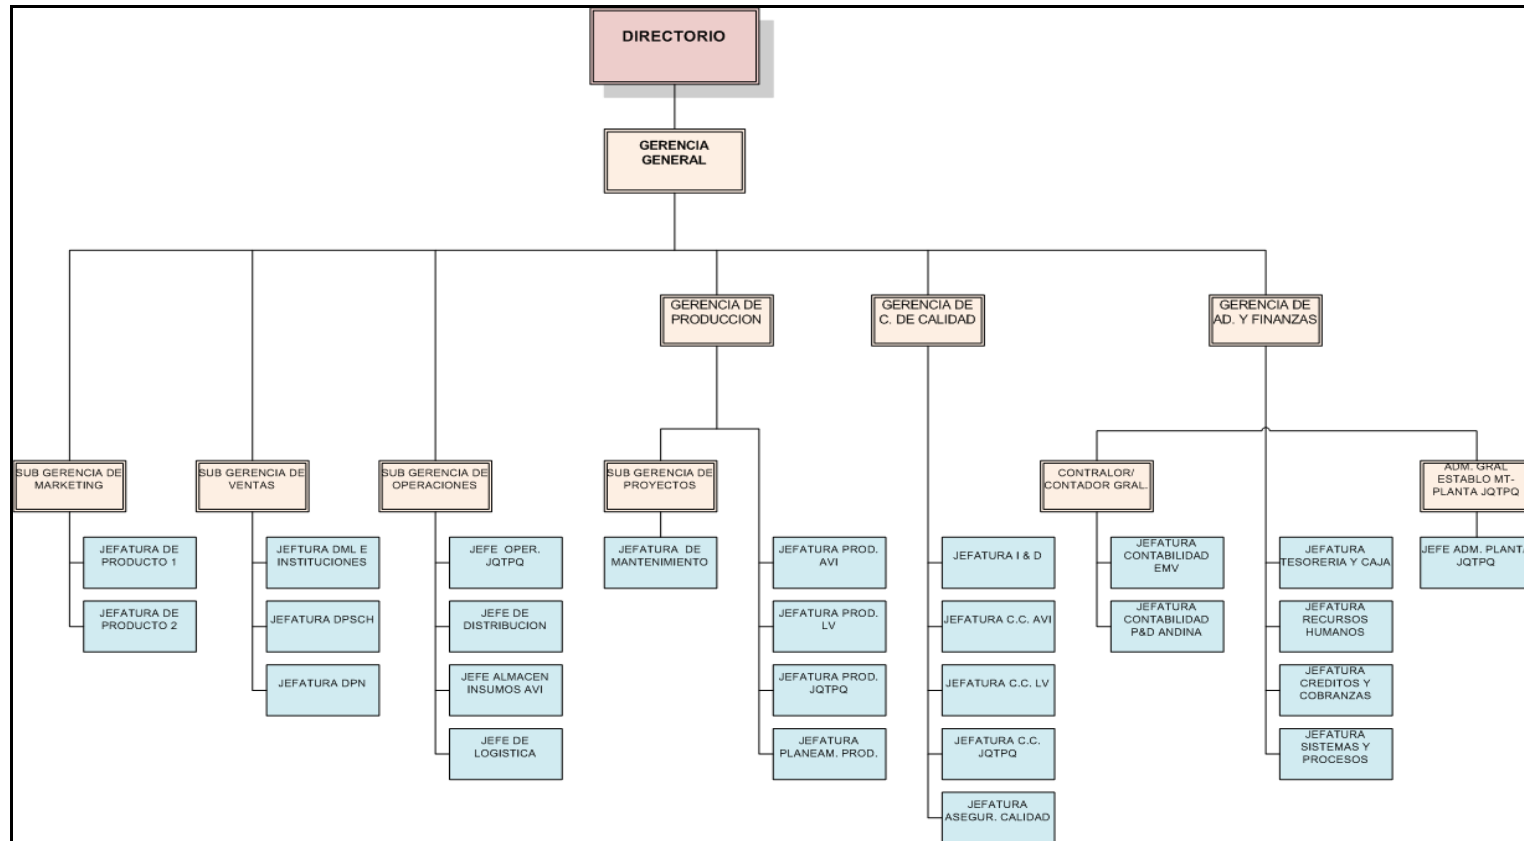 DIRECTORIO
GERENCIA
GENERAL
GERENCIA DE
PRODUCCION
GERENCIA DE
C. DE CALIDAD
GERENCIA DE
AD. Y FINANZAS
SUB GERENCIA DE
MARKETING
SUB GERENCIA DE
VENTAS
SUB GERENCIA DE
OPERACIONES
SUB GERENCIA DE
PROYECTOS
CONTRALOR/
CONTADOR GRAL.
ADM. GRAL
ESTABLO MT-
PLANTA JQTPQ
JEFATURA DE
PRODUCTO 1
JEFATURA DE
PRODUCTO 2
JEFTURA DML E
INSTITUCIONES
JEFATURA DPSCH
JEFATURA DPN
JEFE OPER.
JQTPQ
JEFE DE
DISTRIBUCION
JEFE ALMACEN
INSUMOS AVI
JEFE DE
LOGISTICA
JEFATURA DE
MANTENIMIENTO
JEFATURA PROD.
AVI
JEFATURA PROD.
LV
JEFATURA PROD.
JQTPQ
JEFATURA
PLANEAM. PROD.
JEFATURA I & D
JEFATURA C.C. AVI
JEFATURA C.C. LV
JEFATURA C.C.
JQTPQ
JEFATURA
ASEGUR. CALIDAD
JEFATURA
CONTABILIDAD
EMV
JEFATURA
CONTABILIDAD
P&D ANDINA
JEFATURA
TESORERIA Y CAJA
JEFATURA
RECURSOS
HUMANOS
JEFATURA
CREDITOS Y
COBRANZAS
JEFATURA
SISTEMAS Y
PROCESOS
JEFE ADM. PLANTA
JQTPQ